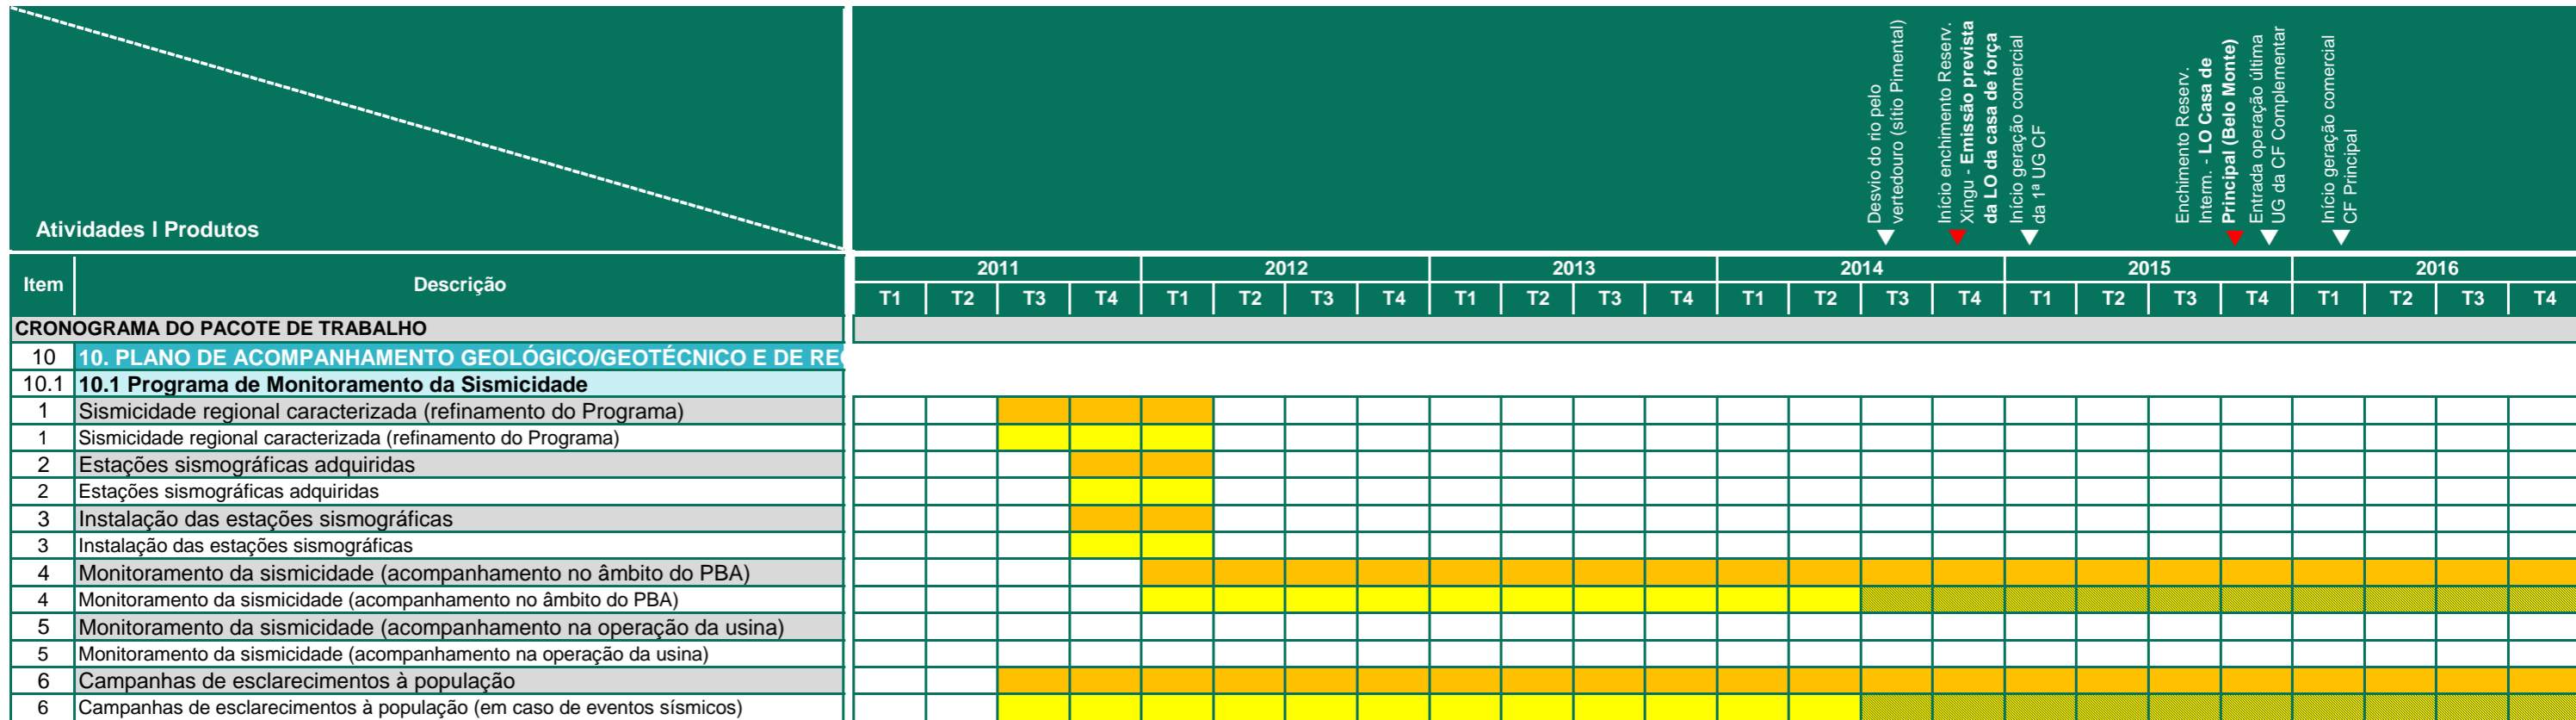 Desvio do rio pelo
vertedouro (sítio Pimental)
Início enchimento Reserv.
Xingu - Emissão prevista
da LO da casa de força
Início geração comercial
da 1ª UG CF
Enchimento Reserv.
Interm. - LO Casa de
Principal (Belo Monte)
Entrada operação última
UG da CF Complementar
Início geração comercial
CF Principal
Atividades I Produtos
Item Descrição 2011 2012 2013 2014 2015 2016
T1 T2 T3 T4 T1 T2 T3 T4 T1 T2 T3 T4 T1 T2 T3 T4 T1 T2 T3 T4 T1 T2 T3 T4
CRONOGRAMA DO PACOTE DE TRABALHO
10 10. PLANO DE ACOMPANHAMENTO GEOLÓGICO/GEOTÉCNICO E DE RE
10.1 10.1 Programa de Monitoramento da Sismicidade
1 Sismicidade regional caracterizada (refinamento do Programa)
1 Sismicidade regional caracterizada (refinamento do Programa)
2 Estações sismográficas adquiridas
2 Estações sismográficas adquiridas
3 Instalação das estações sismográficas
3 Instalação das estações sismográficas
4 Monitoramento da sismicidade (acompanhamento no âmbito do PBA)
4 Monitoramento da sismicidade (acompanhamento no âmbito do PBA)
5 Monitoramento da sismicidade (acompanhamento na operação da usina)
5 Monitoramento da sismicidade (acompanhamento na operação da usina)
6 Campanhas de esclarecimentos à população
6 Campanhas de esclarecimentos à população (em caso de eventos sísmicos)